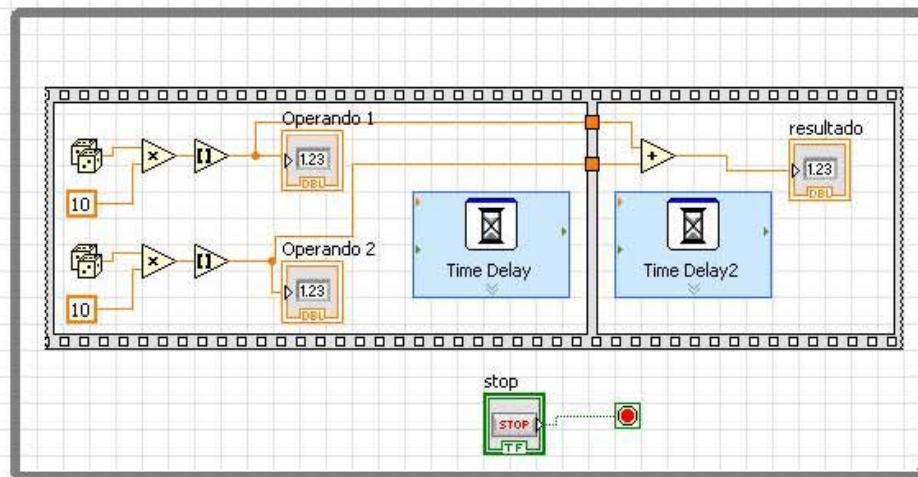 Operando 1
resultado
1.23
DBL
10
×
[]
+
1.23
DBL
Time Delay
Time Delay2
Operando 2
1.23
DBL
10
×
[]
stop
STOP
TF